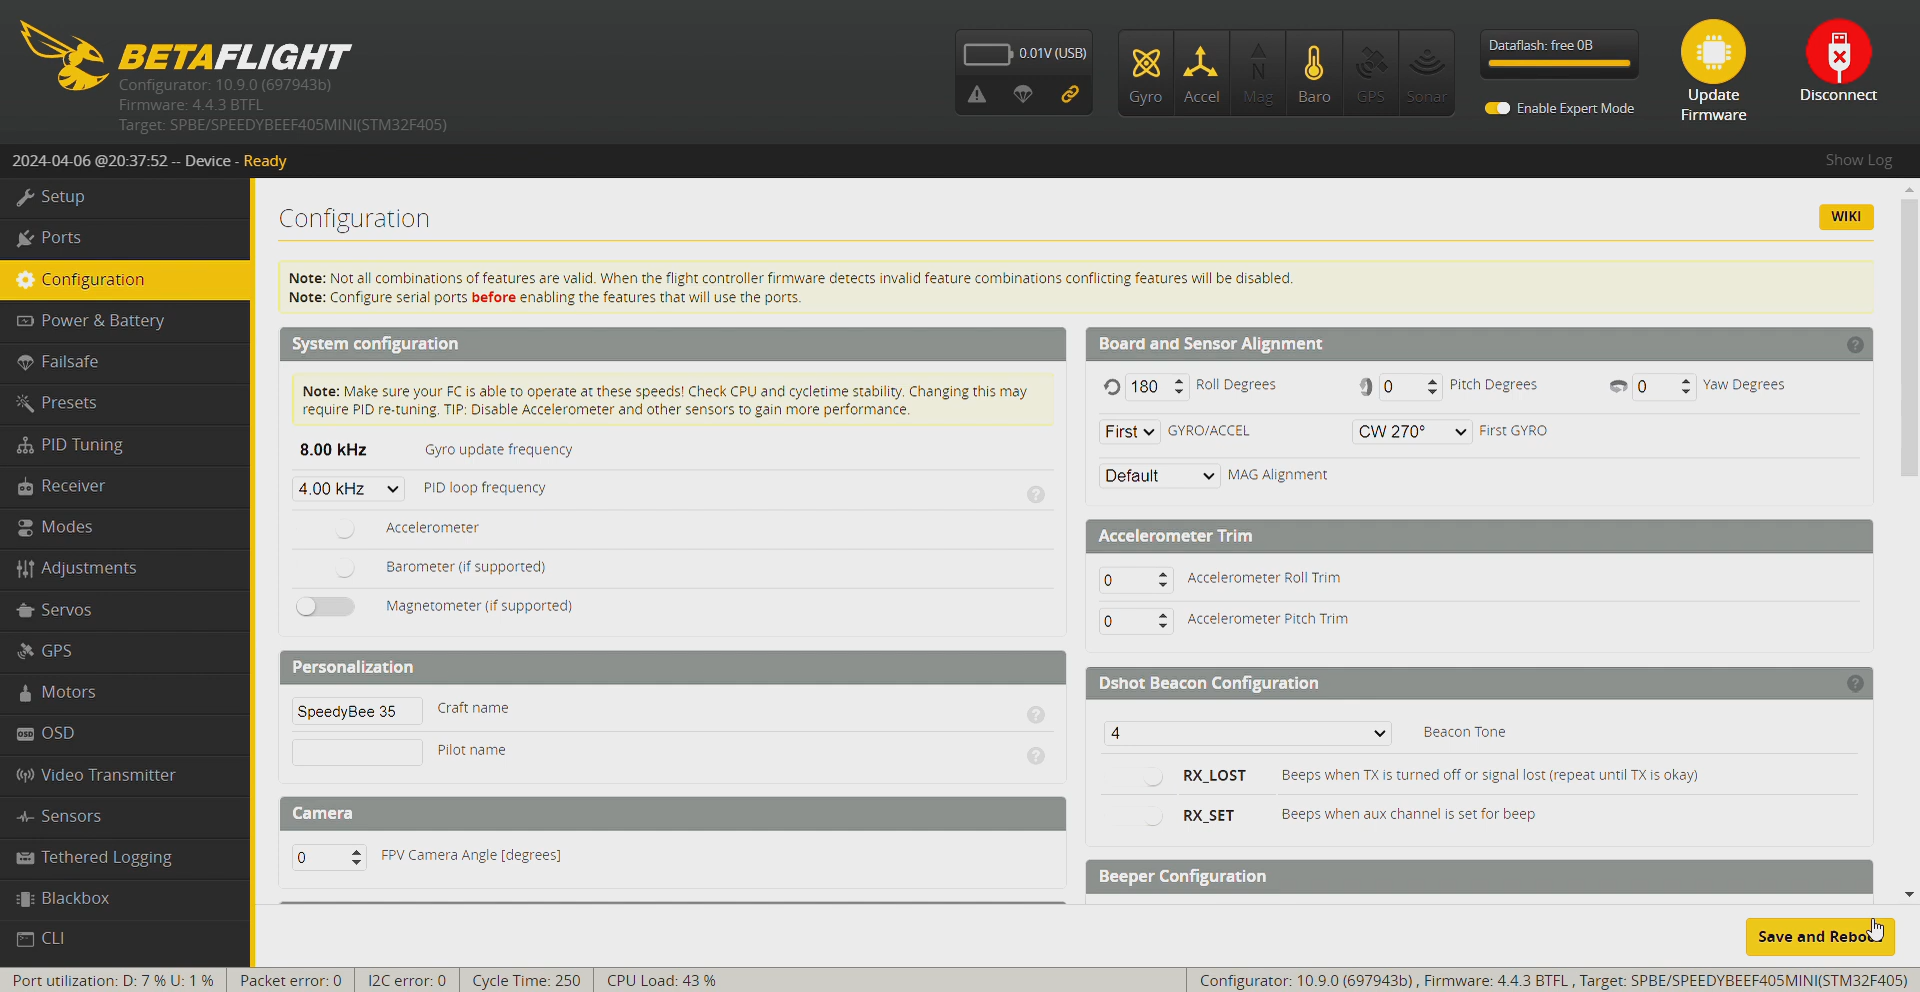 BETAFLIGHT
Configurator: 10.9.0 (697943b)
Firmware: 4.4.3 BTFL
Target: SPBE/SPEEDYBEEF405MINI(STM32F405)
0.01V (USB)
Gyro
Accel
N
Mag
Baro
GPS
Sonar
Dataflash: free 0B
Enable Expert Mode
Update
Firmware
Disconnect
2024-04-06 @20:37:52 -- Device - Ready
Show Log
Setup
Ports
Configuration
Power & Battery
Failsafe
Presets
PID Tuning
Receiver
Modes
Adjustments
Servos
GPS
Motors
OSD
Video Transmitter
Sensors
Tethered Logging
Blackbox
CLI
Configuration
WIKI
Note: Not all combinations of features are valid. When the flight controller firmware detects invalid feature combinations conflicting features will be disabled.
Note: Configure serial ports before enabling the features that will use the ports.
System configuration
Note: Make sure your FC is able to operate at these speeds! Check CPU and cycletime stability. Changing this may
require PID re-tuning. TIP: Disable Accelerometer and other sensors to gain more performance.
8.00 kHz Gyro update frequency
4.00 kHz PID loop frequency ?
Accelerometer
Barometer (if supported)
Magnetometer (if supported)
Personalization
SpeedyBee 35 Craft name ?
Pilot name ?
Camera
0 FPV Camera Angle [degrees]
Board and Sensor Alignment ?
180 Roll Degrees 0 Pitch Degrees 0 Yaw Degrees
First GYRO/ACCEL CW 270° First GYRO
Default MAG Alignment
Accelerometer Trim
0 Accelerometer Roll Trim
0 Accelerometer Pitch Trim
Dshot Beacon Configuration ?
4 Beacon Tone
RX_LOST Beeps when TX is turned off or signal lost (repeat until TX is okay)
RX_SET Beeps when aux channel is set for beep
Beeper Configuration
Save and Reboo
Port utilization: D: 7 % U: 1 % Packet error: 0 I2C error: 0 Cycle Time: 250 CPU Load: 43 % Configurator: 10.9.0 (697943b) , Firmware: 4.4.3 BTFL , Target: SPBE/SPEEDYBEEF405MINI(STM32F405)